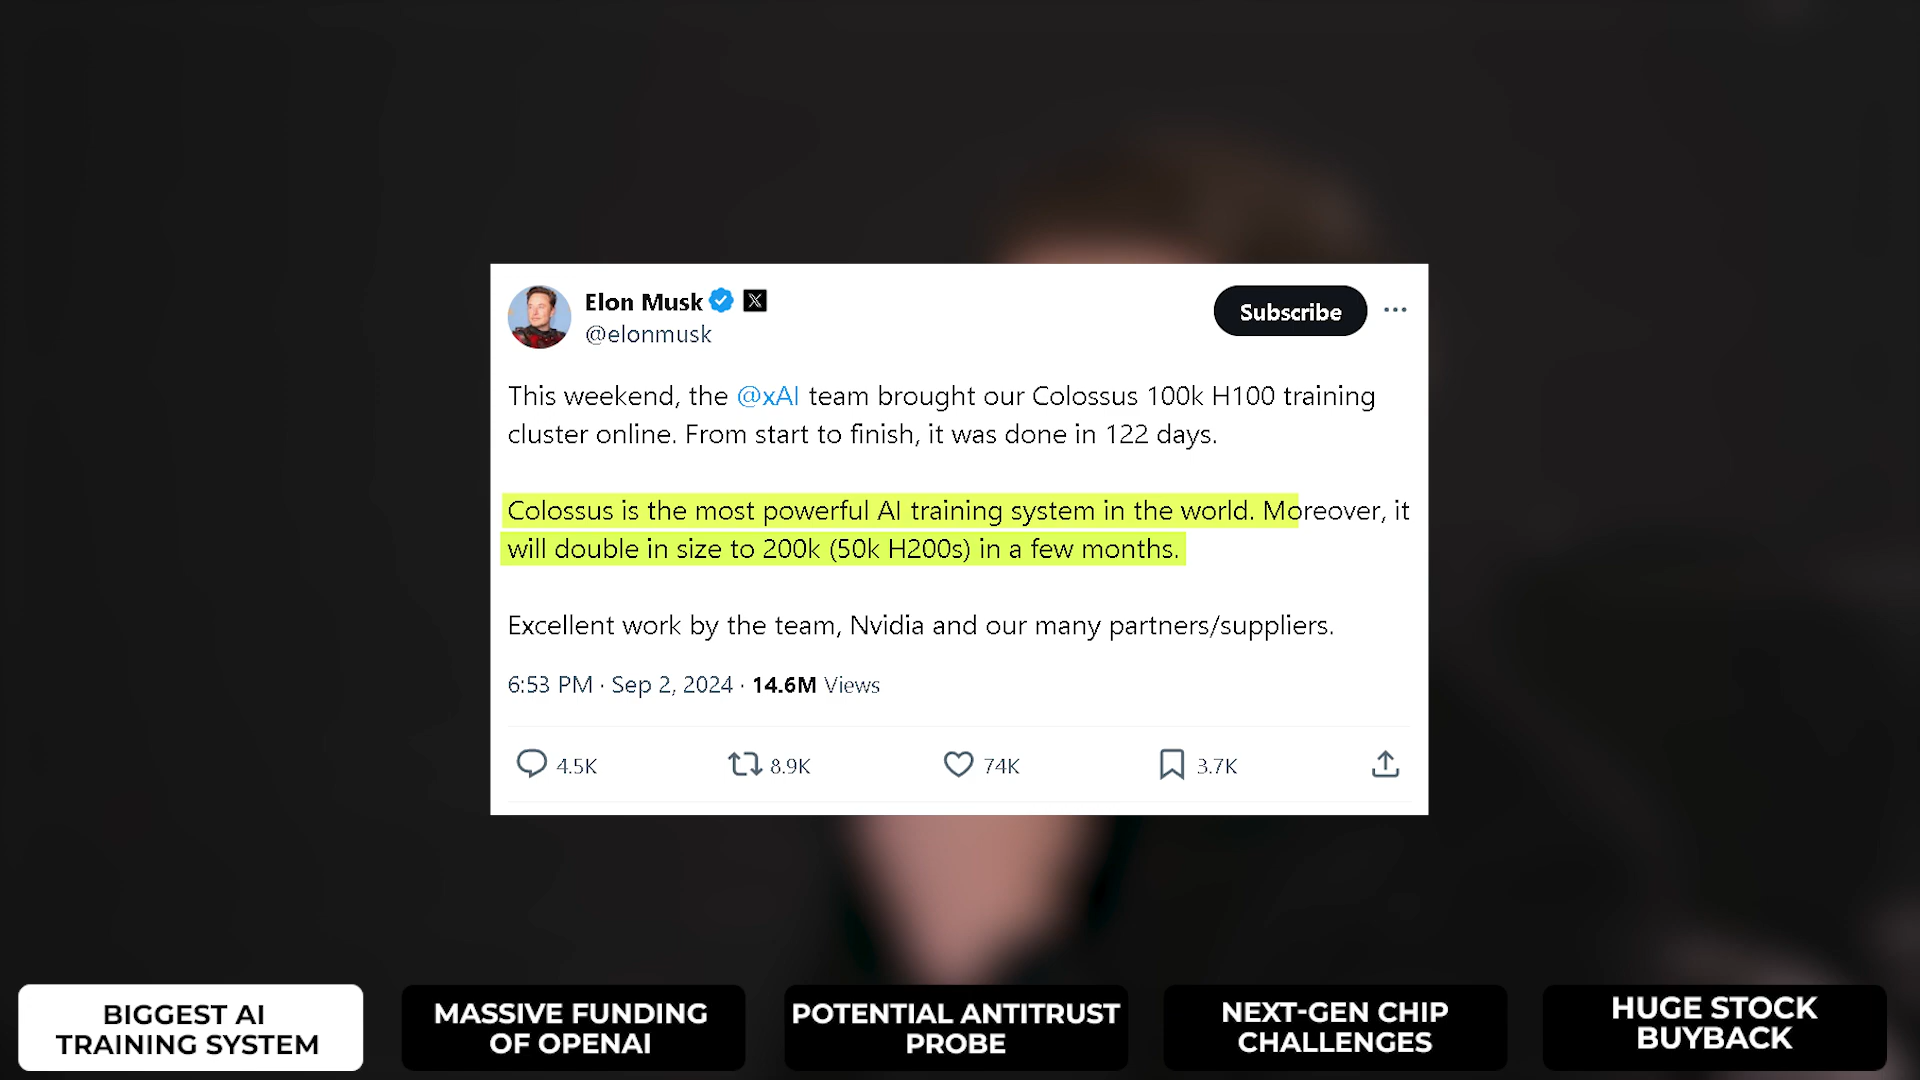 Elon Musk
@elonmusk
Subscribe
This weekend, the @xAI team brought our Colossus 100k H100 training
cluster online. From start to finish, it was done in 122 days.
Colossus is the most powerful AI training system in the world. Moreover, it
will double in size to 200k (50k H200s) in a few months.
Excellent work by the team, Nvidia and our many partners/suppliers.
6:53 PM · Sep 2, 2024 · 14.6M Views
4.5K
8.9K
74K
3.7K
BIGGEST AI
TRAINING SYSTEM
MASSIVE FUNDING
OF OPENAI
POTENTIAL ANTITRUST
PROBE
NEXT-GEN CHIP
CHALLENGES
HUGE STOCK
BUYBACK